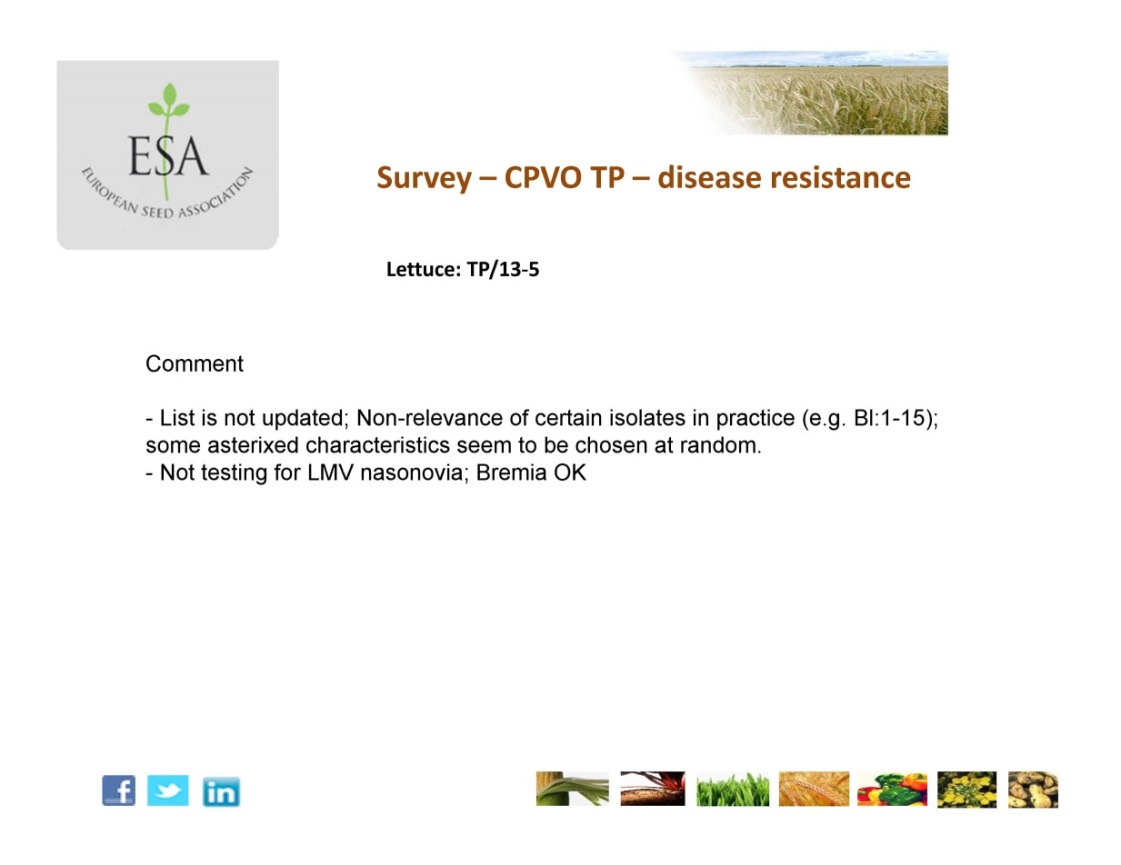 ESA
EUROPEAN SEED ASSOCIATION
Survey – CPVO TP – disease resistance
Lettuce: TP/13-5
Comment
- List is not updated; Non-relevance of certain isolates in practice (e.g. Bl:1-15);
some asterixed characteristics seem to be chosen at random.
- Not testing for LMV nasonovia; Bremia OK
f
in